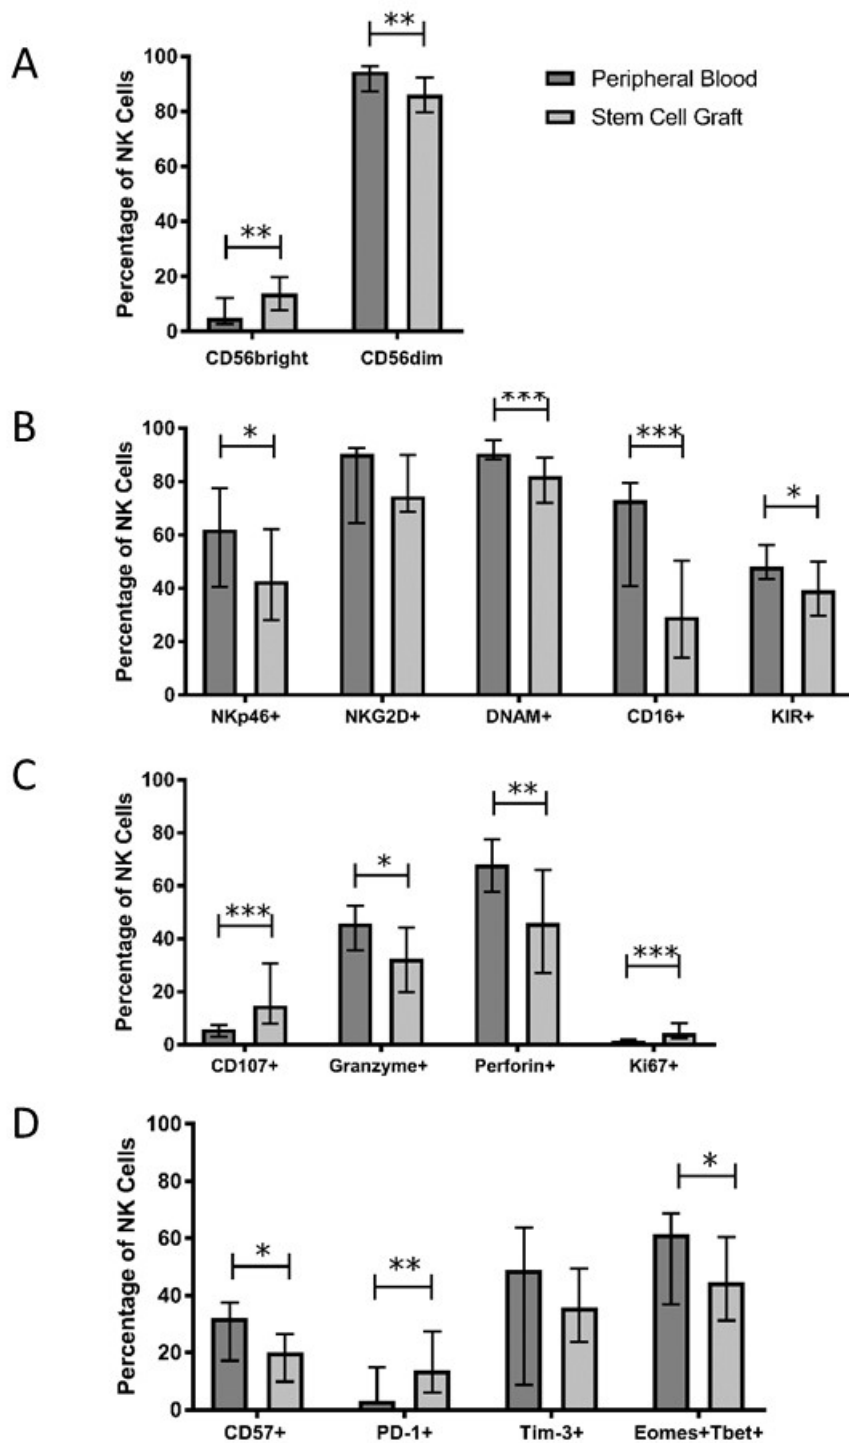 A
Percentage of NK Cells
100
80
60
40
20
0
**
**
CD56bright
CD56dim
Peripheral Blood
Stem Cell Graft
B
Percentage of NK Cells
100
80
60
40
20
0
*
***
***
*
NKp46+
NKG2D+
DNAM+
CD16+
KIR+
C
Percentage of NK Cells
100
80
60
40
20
0
***
*
**
***
CD107+
Granzyme+
Perforin+
Ki67+
D
Percentage of NK Cells
100
80
60
40
20
0
*
**
*
CD57+
PD-1+
Tim-3+
Eomes+Tbet+